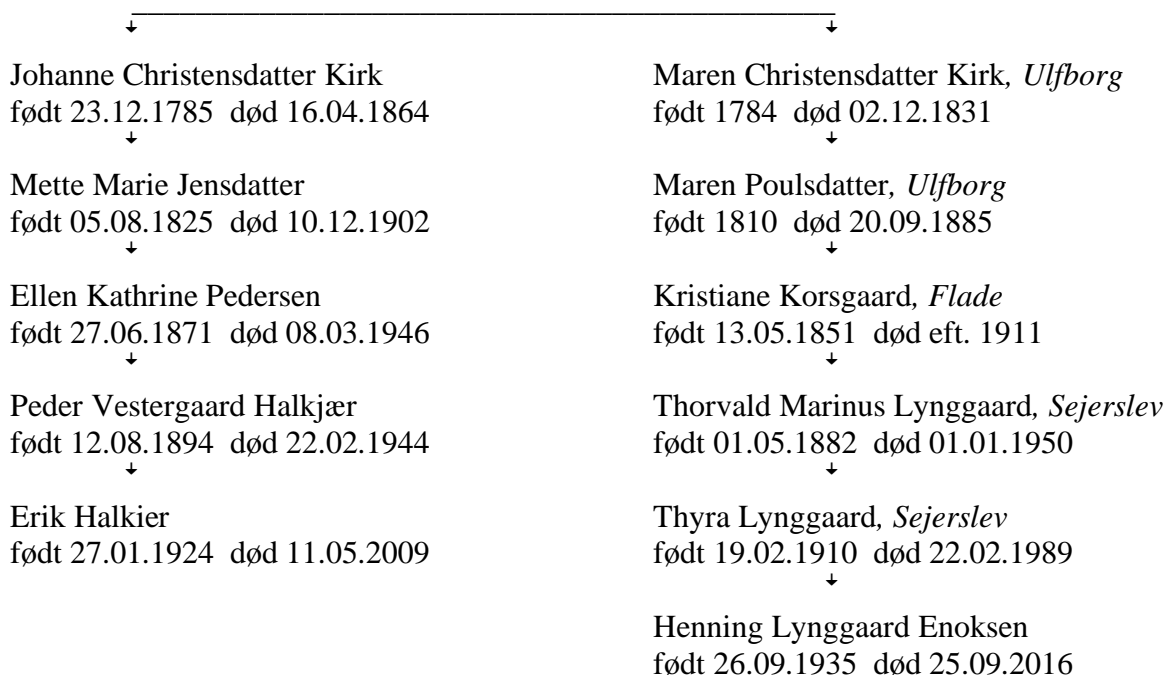 Johanne Christensdatter Kirk
født 23.12.1785 død 16.04.1864
Mette Marie Jensdatter
født 05.08.1825 død 10.12.1902
Ellen Kathrine Pedersen
født 27.06.1871 død 08.03.1946
Peder Vestergaard Halkjær
født 12.08.1894 død 22.02.1944
Erik Halkier
født 27.01.1924 død 11.05.2009
Maren Christensdatter Kirk, Ulfborg
født 1784 død 02.12.1831
Maren Poulsdatter, Ulfborg
født 1810 død 20.09.1885
Kristiane Korsgaard, Flade
født 13.05.1851 død eft. 1911
Thorvald Marinus Lynggaard, Sejerslev
født 01.05.1882 død 01.01.1950
Thyra Lynggaard, Sejerslev
født 19.02.1910 død 22.02.1989
Henning Lynggaard Enoksen
født 26.09.1935 død 25.09.2016